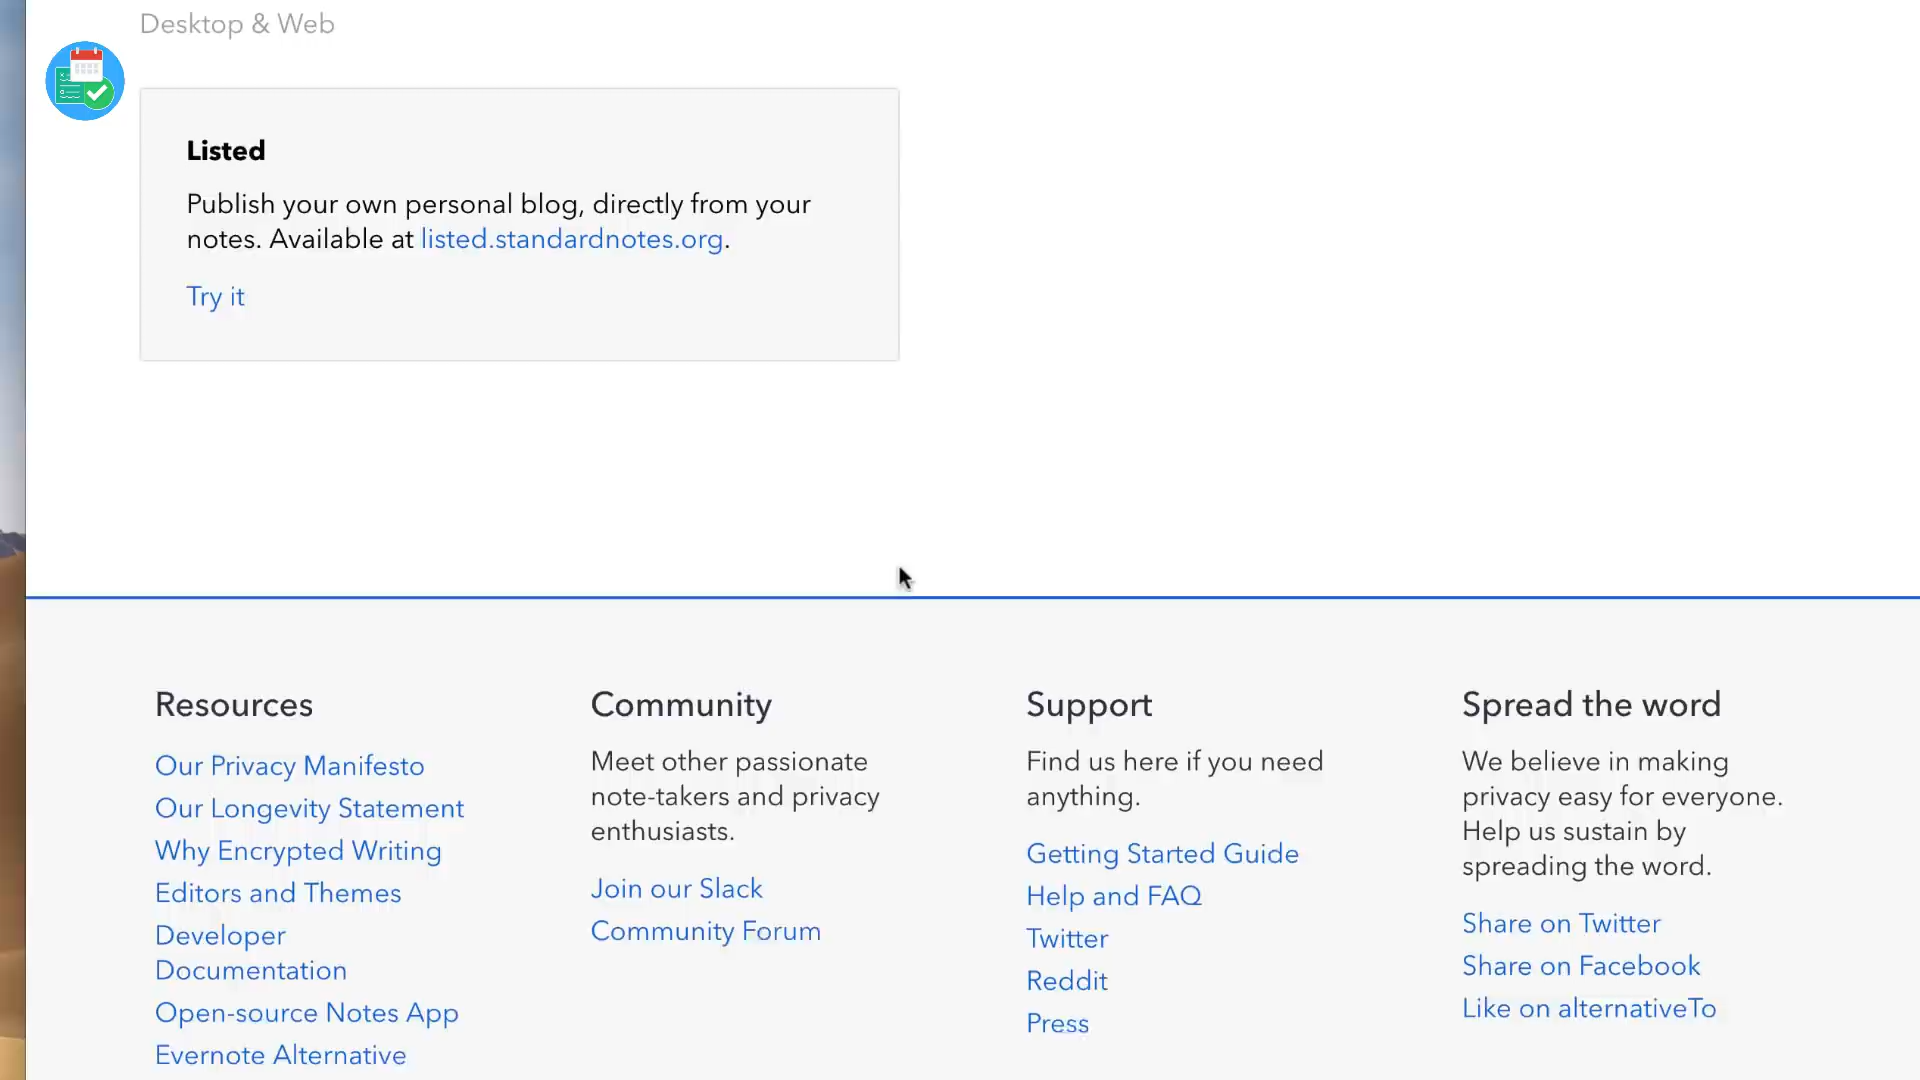 Desktop & Web
Listed
Publish your own personal blog, directly from your
notes. Available at listed.standardnotes.org.
Try it
Resources
Our Privacy Manifesto
Our Longevity Statement
Why Encrypted Writing
Editors and Themes
Developer
Documentation
Open-source Notes App
Evernote Alternative
Community
Meet other passionate
note-takers and privacy
enthusiasts.
Join our Slack
Community Forum
Support
Find us here if you need
anything.
Getting Started Guide
Help and FAQ
Twitter
Reddit
Press
Spread the word
We believe in making
privacy easy for everyone.
Help us sustain by
spreading the word.
Share on Twitter
Share on Facebook
Like on alternativeTo